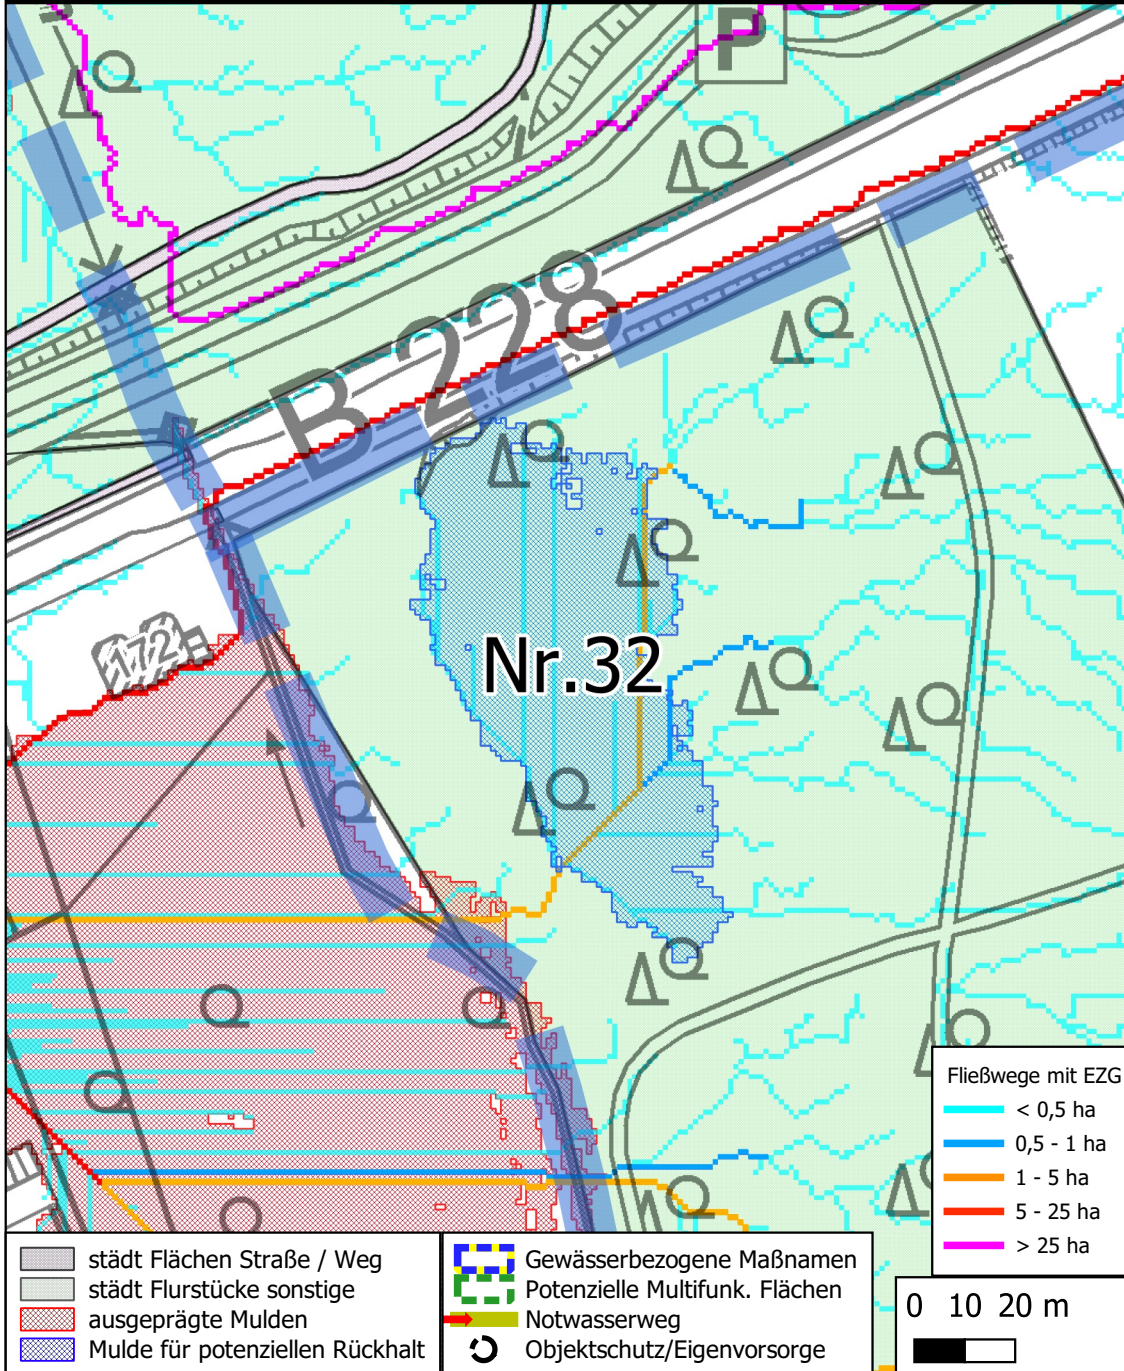 P
B 228
172
Nr.32
Fließwege mit EZG
< 0,5 ha
0,5 - 1 ha
1 - 5 ha
5 - 25 ha
> 25 ha
städt Flächen Straße / Weg
städt Flurstücke sonstige
ausgeprägte Mulden
Mulde für potenziellen Rückhalt
Gewässerbezogene Maßnamen
Potenzielle Multifunk. Flächen
Notwasserweg
Objektschutz/Eigenvorsorge
0 10 20 m